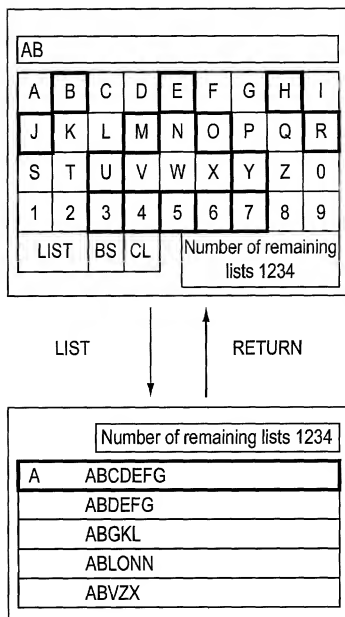 AB
A B C D E F G H I
J K L M N O P Q R
S T U V W X Y Z 0
1 2 3 4 5 6 7 8 9
LIST BS CL Number of remaining
lists 1234
LIST RETURN
Number of remaining lists 1234
A ABCDEFG
ABDEFG
ABGKL
ABLONN
ABVZX